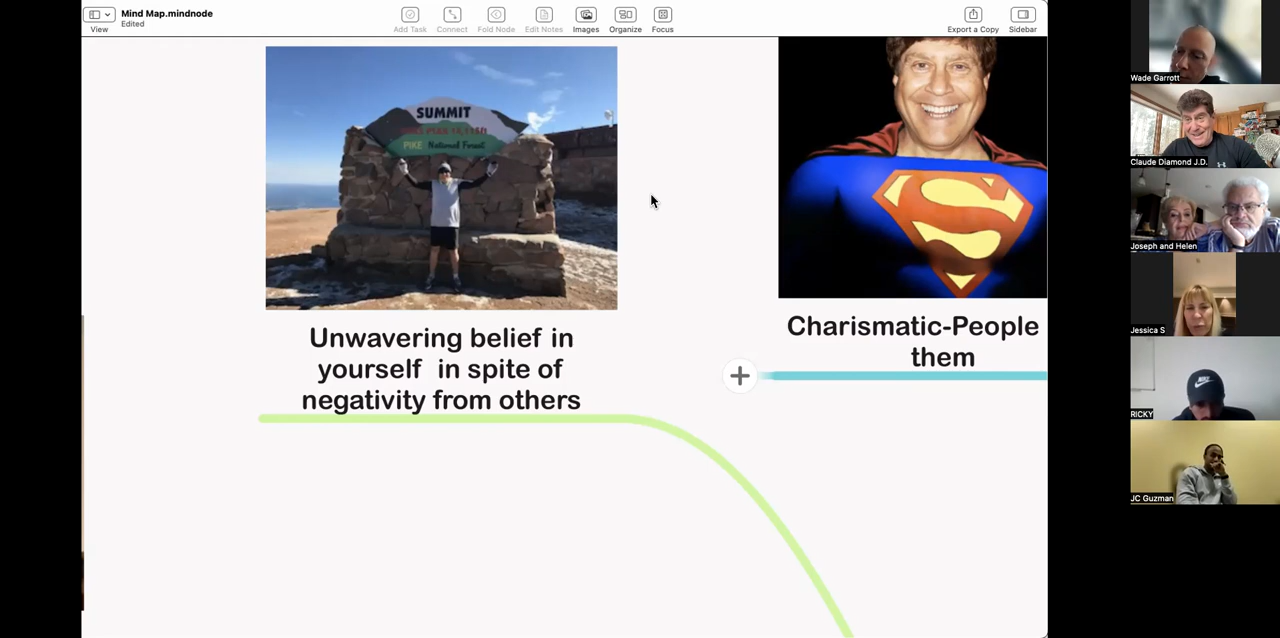 Mind Map.mindnode
Edited
View
Add Task
Connect
Fold Node
Edit Notes
Images
Organize
Focus
Export a Copy
Sidebar
SUMMIT
PIKE National Forest
Unwavering belief in
yourself in spite of
negativity from others
S
Charismatic-People
them
Wade Garrott
Claude Diamond J.D.
Joseph and Helen
Jessica S
RICKY
JC Guzman